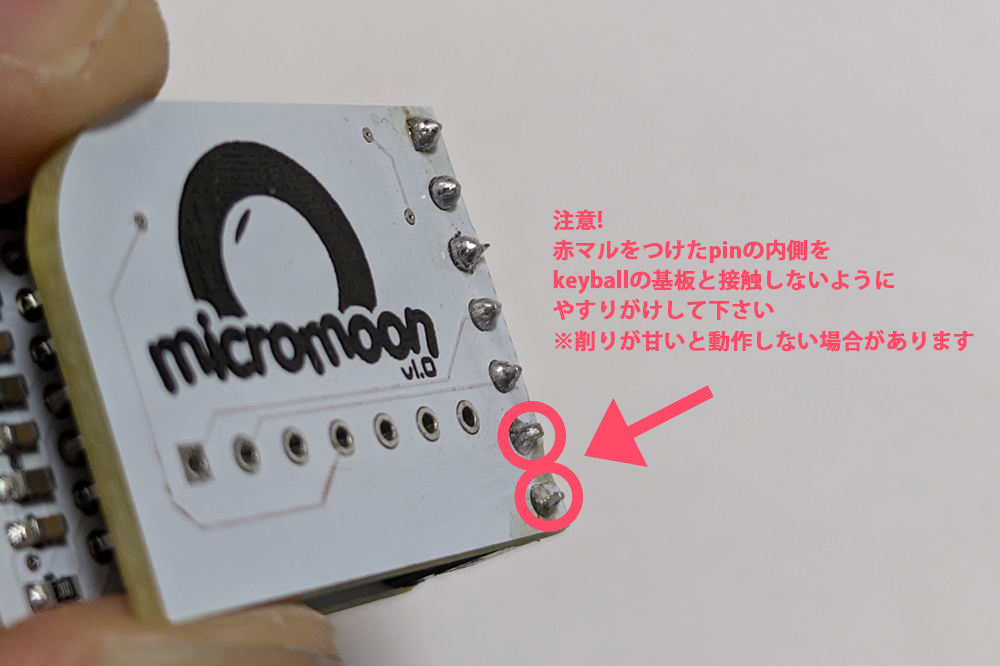 micromoon
v1.0
注意!
赤マルをつけたpinの内側を
keyballの基板と接触しないように
やすりがけして下さい
※削りが甘いと動作しない場合があります